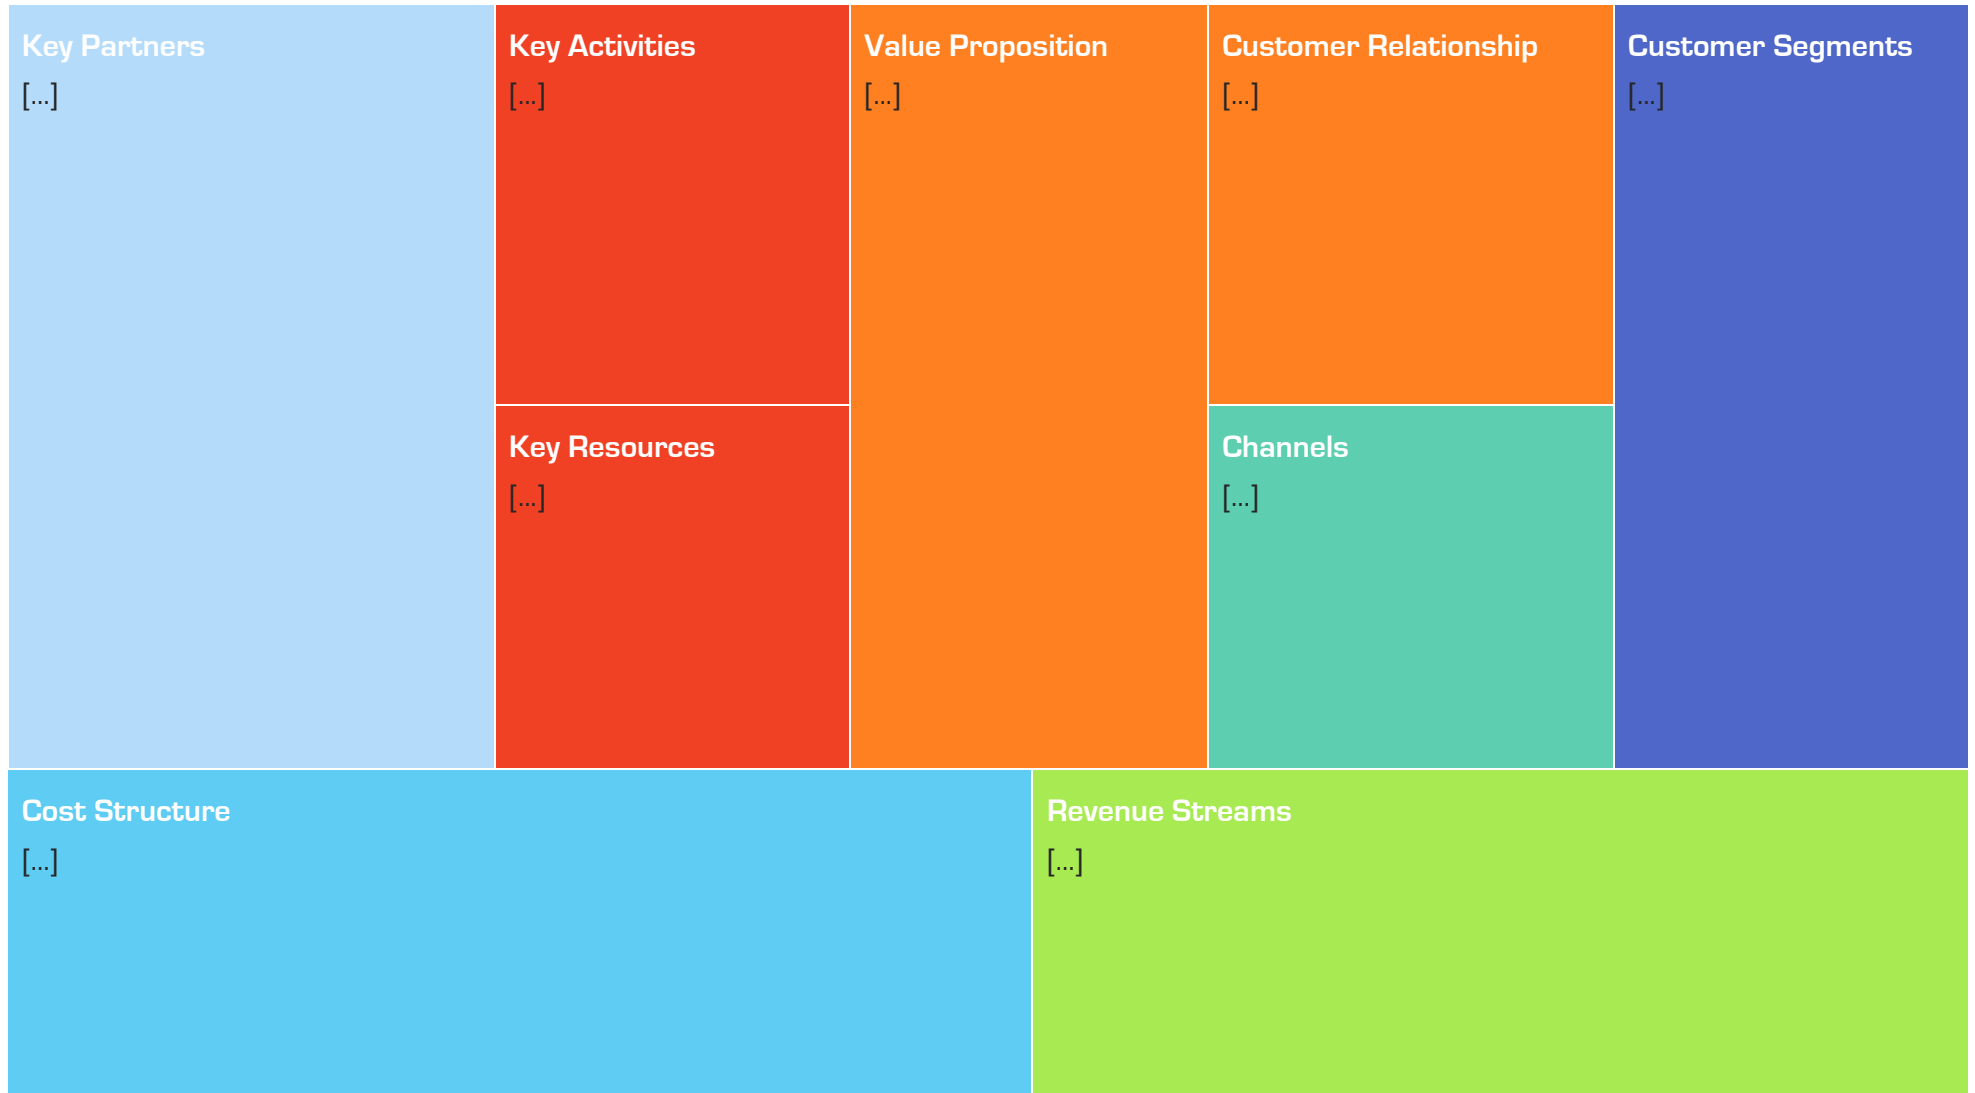 Key Partners
[...]
Key Activities
[...]
Key Resources
[...]
Value Proposition
[...]
Customer Relationship
[...]
Channels
[...]
Customer Segments
[...]
Cost Structure
[...]
Revenue Streams
[...]